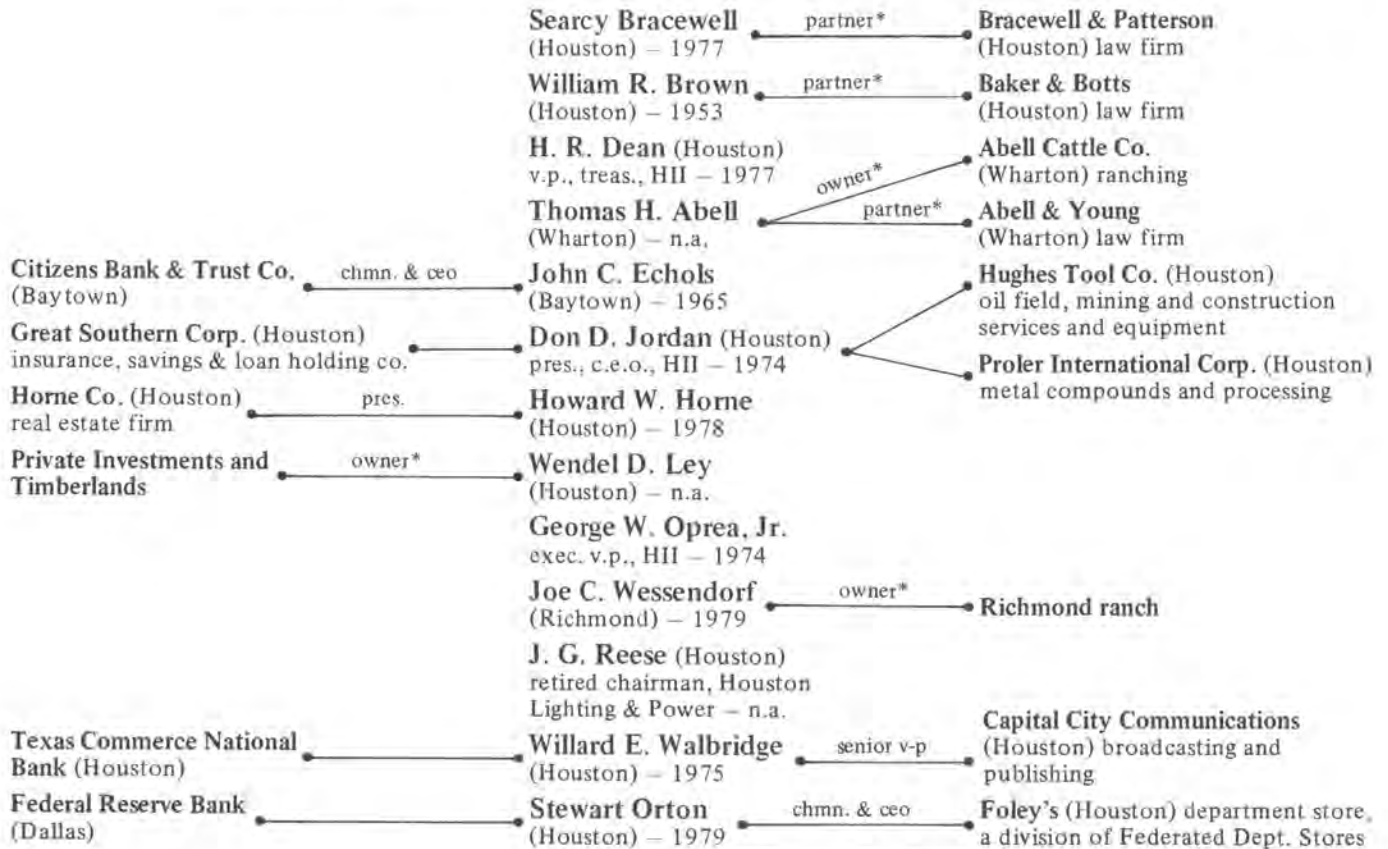 Searcy Bracewell
(Houston) – 1977
partner*
Bracewell & Patterson
(Houston) law firm
William R. Brown
(Houston) – 1953
partner*
Baker & Botts
(Houston) law firm
H. R. Dean (Houston)
v.p., treas., HII – 1977
Thomas H. Abell
(Wharton) – n.a.
owner*
Abell Cattle Co.
(Wharton) ranching
partner*
Abell & Young
(Wharton) law firm
Citizens Bank & Trust Co.
(Baytown)
chmn. & ceo
John C. Echols
(Baytown) – 1965
Great Southern Corp. (Houston)
insurance, savings & loan holding co.
Don D. Jordan (Houston)
pres., c.e.o., HII – 1974
Hughes Tool Co. (Houston)
oil field, mining and construction
services and equipment
Proler International Corp. (Houston)
metal compounds and processing
Horne Co. (Houston)
real estate firm
pres.
Howard W. Horne
(Houston) – 1978
Private Investments and
Timberlands
owner*
Wendel D. Ley
(Houston) – n.a.
George W. Oprea, Jr.
exec. v.p., HII – 1974
Joe C. Wessendorf
(Richmond) – 1979
owner*
Richmond ranch
J. G. Reese (Houston)
retired chairman, Houston
Lighting & Power – n.a.
Texas Commerce National
Bank (Houston)
Willard E. Walbridge
(Houston) – 1975
senior v-p
Capital City Communications
(Houston) broadcasting and
publishing
Federal Reserve Bank
(Dallas)
Stewart Orton
(Houston) – 1979
chmn. & ceo
Foley's (Houston) department store,
a division of Federated Dept. Stores